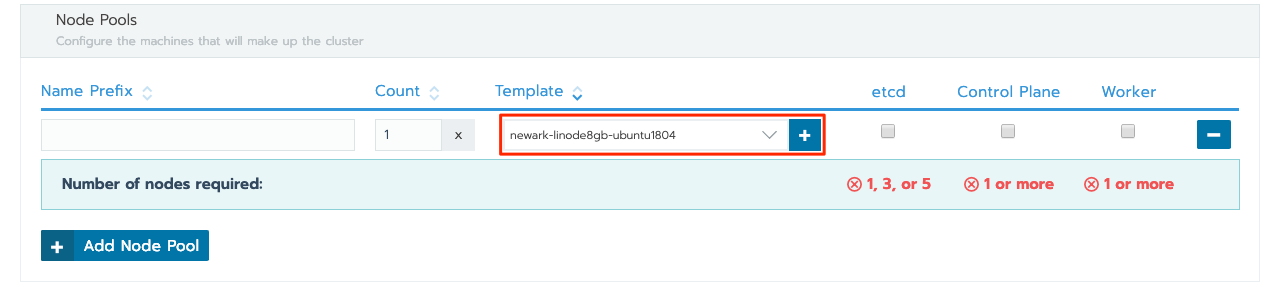 Node Pools
Configure the machines that will make up the cluster
Name Prefix Count Template etcd Control Plane Worker
1 x newark-linode8gb-ubuntu1804 + −
Number of nodes required: 1, 3, or 5 1 or more 1 or more
+ Add Node Pool